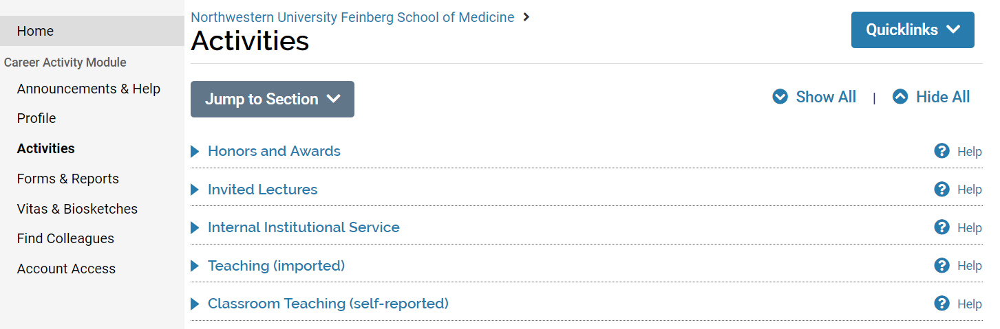 Home
Career Activity Module
Announcements & Help
Profile
Activities
Forms & Reports
Vitas & Biosketches
Find Colleagues
Account Access
Northwestern University Feinberg School of Medicine
Activities
Quicklinks
Jump to Section
Show All | Hide All
Honors and Awards Help
Invited Lectures Help
Internal Institutional Service Help
Teaching (imported) Help
Classroom Teaching (self-reported) Help